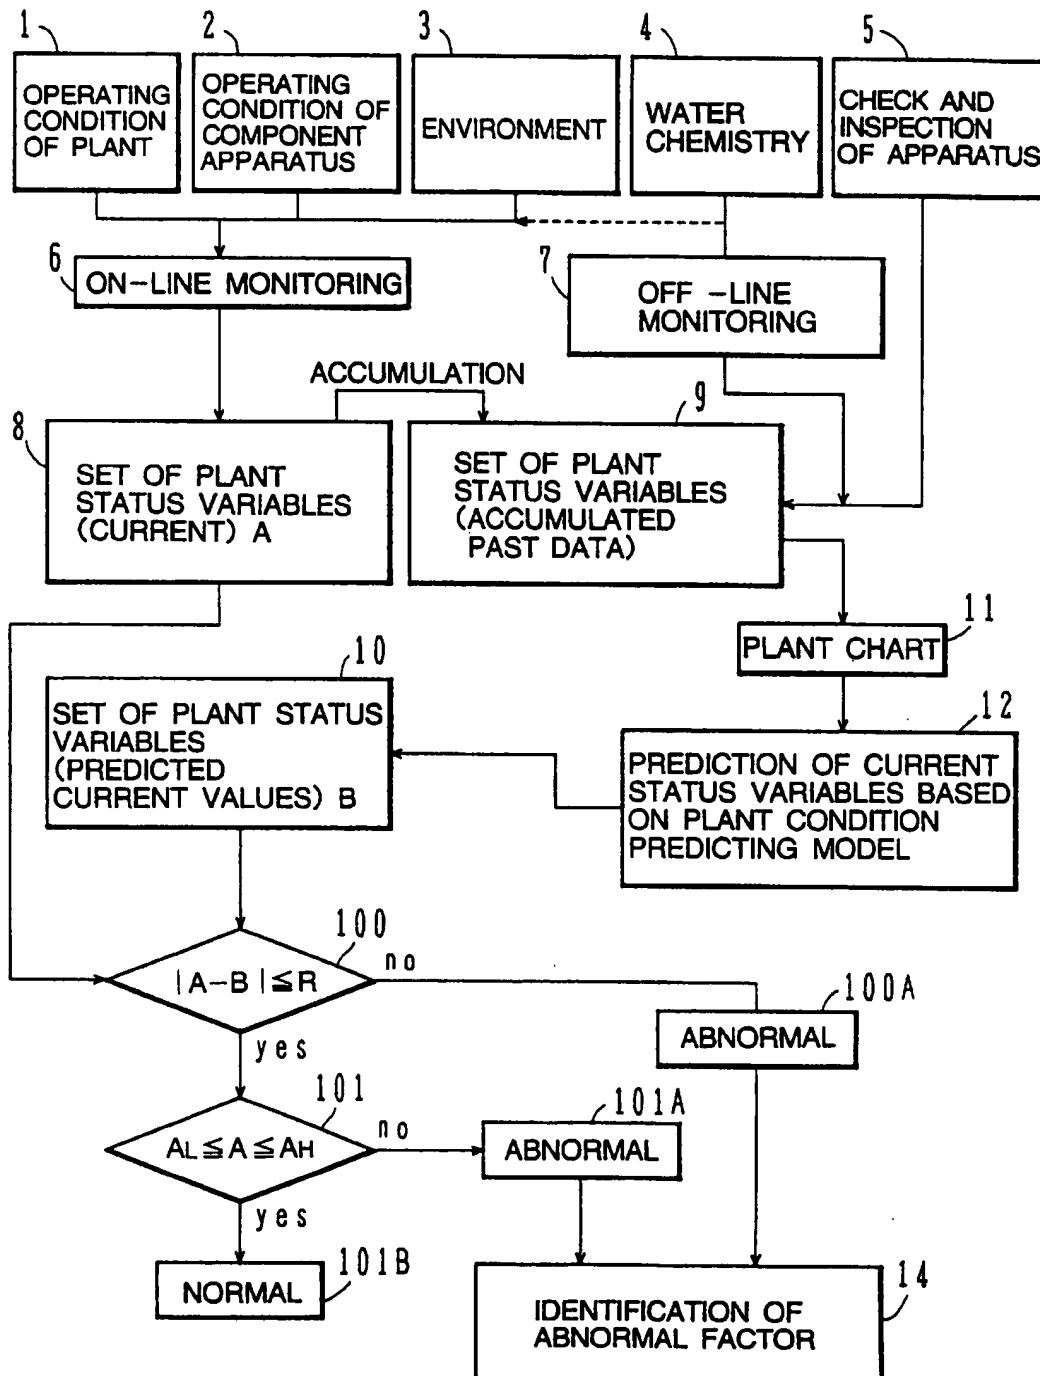 1
2
3
4
5
OPERATING
CONDITION
OF PLANT
OPERATING
CONDITION OF
COMPONENT
APPARATUS
ENVIRONMENT
WATER
CHEMISTRY
CHECK AND
INSPECTION
OF APPARATUS
6
ON-LINE MONITORING
7
OFF -LINE
MONITORING
ACCUMULATION
8
SET OF PLANT
STATUS VARIABLES
(CURRENT) A
9
SET OF PLANT
STATUS VARIABLES
(ACCUMULATED
PAST DATA)
11
PLANT CHART
10
SET OF PLANT STATUS
VARIABLES
(PREDICTED
CURRENT VALUES) B
12
PREDICTION OF CURRENT
STATUS VARIABLES BASED
ON PLANT CONDITION
PREDICTING MODEL
100
|A-B|≦R
no
yes
100A
ABNORMAL
101
AL≦A≦AH
no
yes
101A
ABNORMAL
101B
NORMAL
14
IDENTIFICATION OF
ABNORMAL FACTOR